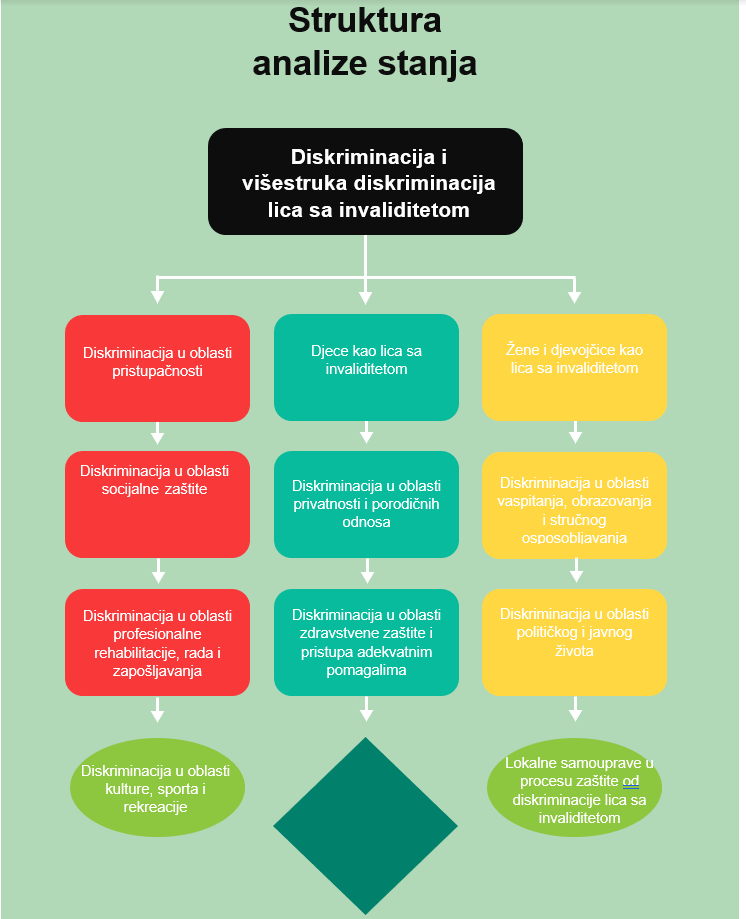 Struktura
analize stanja
Diskriminacija i
višestruka diskriminacija
lica sa invaliditetom
Diskriminacija u oblasti
pristupačnosti
Djece kao lica sa
invaliditetom
Žene i djevojčice kao
lica sa invaliditetom
Diskriminacija u oblasti
socijalne zaštite
Diskriminacija u oblasti
privatnosti i porodičnih
odnosa
Diskriminacija u oblasti
vaspitanja, obrazovanja
i stručnog
osposobljavanja
Diskriminacija u oblasti
profesionalne
rehabilitacije, rada i
zapošljavanja
Diskriminacija u oblasti
zdravstvene zaštite i
pristupa adekvatnim
pomagalima
Diskriminacija u oblasti
političkog i javnog
života
Diskriminacija u oblasti
kulture, sporta i
rekreacije
Lokalne samouprave u
procesu zaštite od
diskriminacije lica sa
invaliditetom